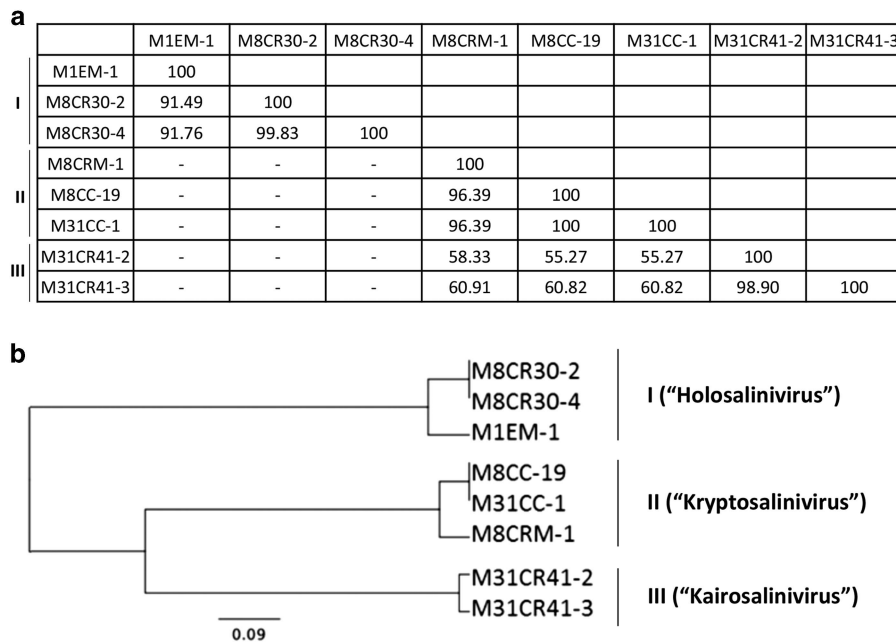 a
M1EM-1 M8CR30-2 M8CR30-4 M8CRM-1 M8CC-19 M31CC-1 M31CR41-2 M31CR41-3
I
M1EM-1 100
M8CR30-2 91.49 100
M8CR30-4 91.76 99.83 100
II
M8CRM-1 - - - 100
M8CC-19 - - - 96.39 100
M31CC-1 - - - 96.39 100 100
III
M31CR41-2 - - - 58.33 55.27 55.27 100
M31CR41-3 - - - 60.91 60.82 60.82 98.90 100
b
M8CR30-2
M8CR30-4
M1EM-1
I (“Holosalinivirus”)
M8CC-19
M31CC-1
M8CRM-1
II (“Kryptosalinivirus”)
M31CR41-2
M31CR41-3
III (“Kairosalinivirus”)
0.09